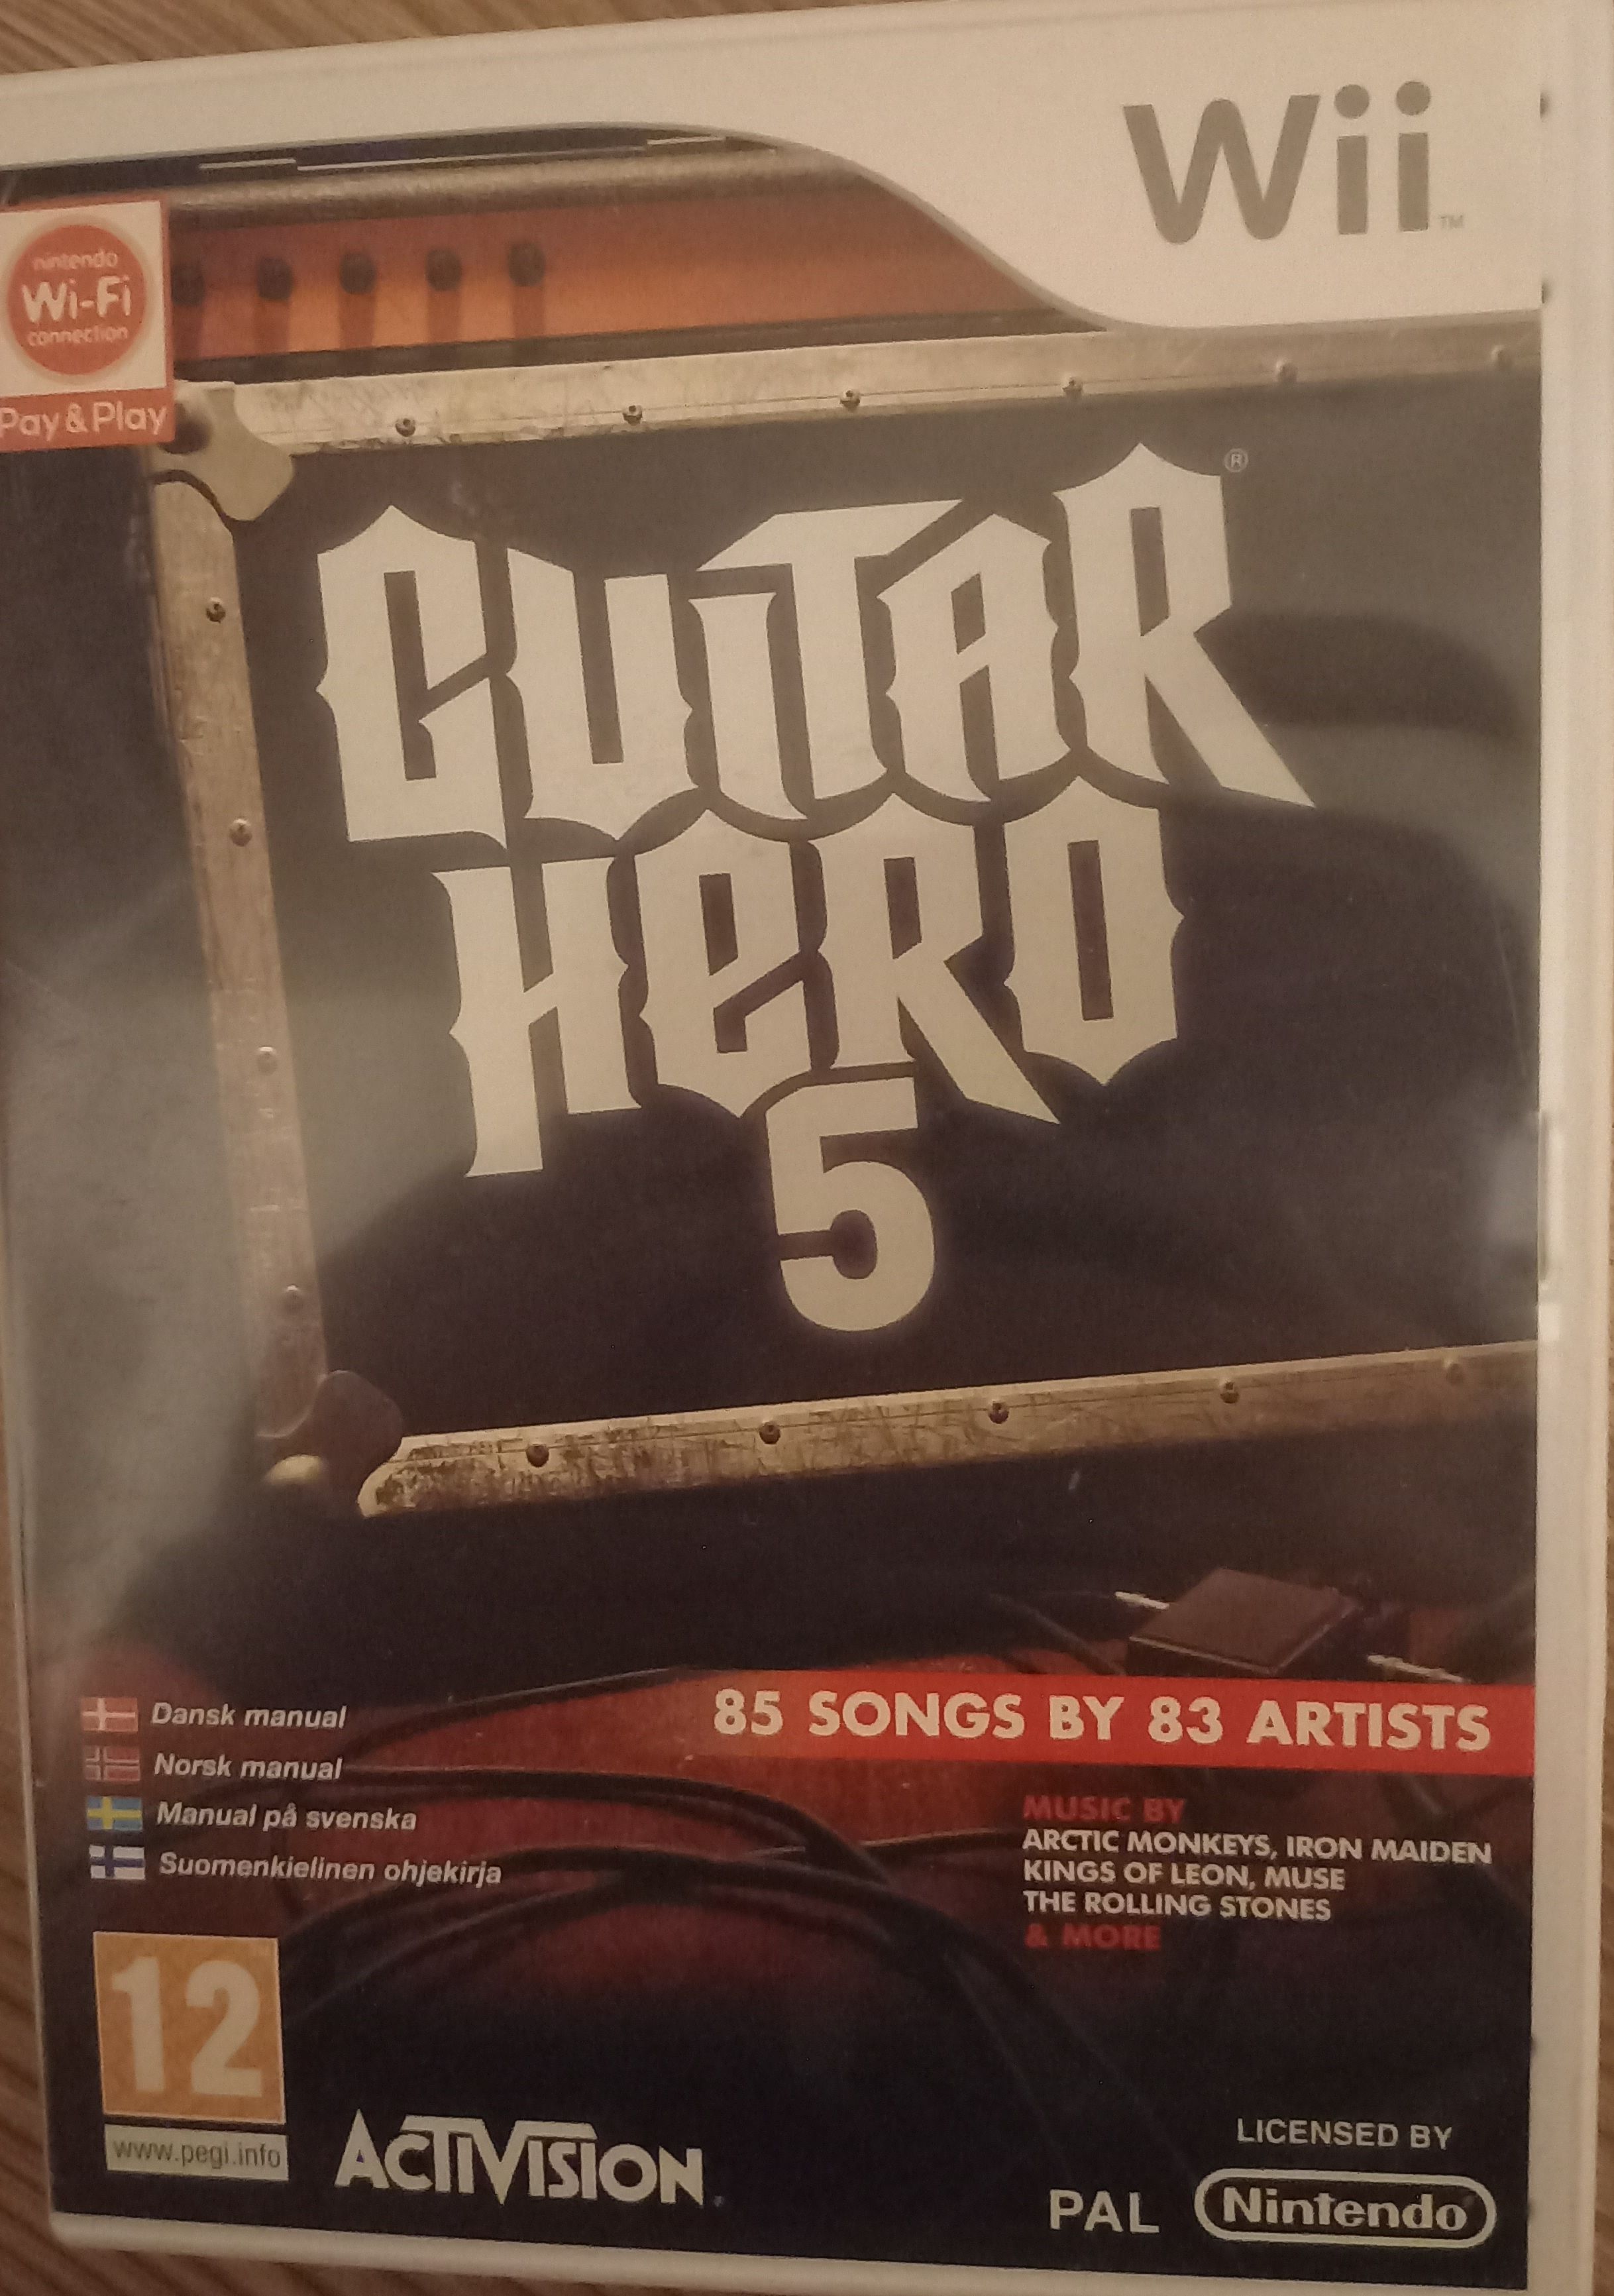 Wii™
nintendo
Wi-Fi
connection
Pay & Play
GUITAR®
HERO
5
Dansk manual
Norsk manual
Manual på svenska
Suomenkielinen ohjekirja
85 SONGS BY 83 ARTISTS
MUSIC BY
ARCTIC MONKEYS, IRON MAIDEN
KINGS OF LEON, MUSE
THE ROLLING STONES
& MORE
12
www.pegi.info
ACTIVISION
PAL
LICENSED BY
Nintendo